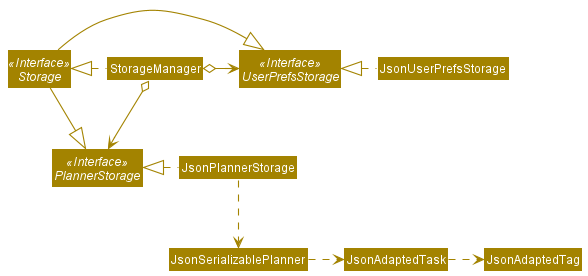 «Interface»
Storage
StorageManager
«Interface»
UserPrefsStorage
JsonUserPrefsStorage
«Interface»
PlannerStorage
JsonPlannerStorage
JsonSerializablePlanner
JsonAdaptedTask
JsonAdaptedTag